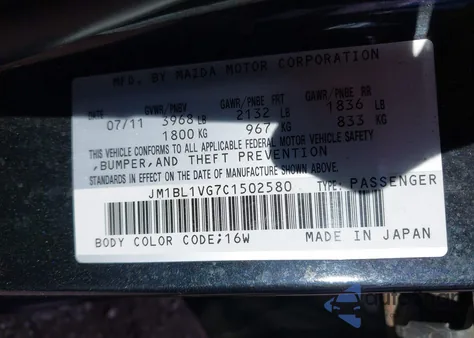 MFD. BY MAZDA MOTOR CORPORATION
DATE GVWR/PNBV GAWR/PNBE FRT GAWR/PNBE RR
07/11 3968 LB 2132 LB 1836 LB
1800 KG 967 KG 833 KG
THIS VEHICLE CONFORMS TO ALL APPLICABLE FEDERAL MOTOR VEHICLE SAFETY
,BUMPER,AND THEFT PREVENTION
STANDARDS IN EFFECT ON THE DATE OF MANUFACTURE SHOWN ABOVE.
JM1BL1VG7C1502580 TYPE: PASSENGER
BODY COLOR CODE;16W MADE IN JAPAN